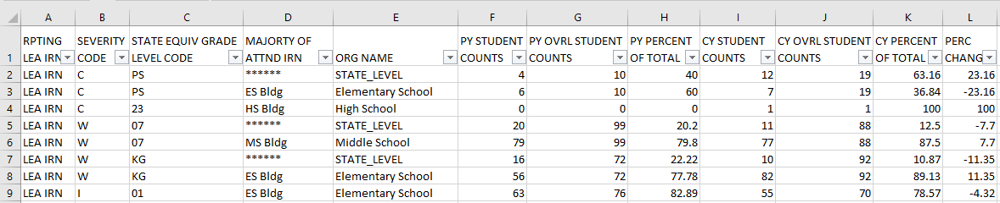 A B C D E F G H I J K L
RPTING SEVERITY STATE EQUIV GRADE MAJORTY OF PY STUDENT PY OVRL STUDENT PY PERCENT CY STUDENT CY OVRL STUDENT CY PERCENT PERC
1 LEA IRN CODE LEVEL CODE ATTND IRN ORG NAME COUNTS COUNTS OF TOTAL COUNTS COUNTS OF TOTAL CHANG
2 LEA IRN C PS ****** STATE_LEVEL 4 10 40 12 19 63.16 23.16
3 LEA IRN C PS ES Bldg Elementary School 6 10 60 7 19 36.84 -23.16
4 LEA IRN C 23 HS Bldg High School 0 0 0 1 1 100 100
5 LEA IRN W 07 ****** STATE_LEVEL 20 99 20.2 11 88 12.5 -7.7
6 LEA IRN W 07 MS Bldg Middle School 79 99 79.8 77 88 87.5 7.7
7 LEA IRN W KG ****** STATE_LEVEL 16 72 22.22 10 92 10.87 -11.35
8 LEA IRN W KG ES Bldg Elementary School 56 72 77.78 82 92 89.13 11.35
9 LEA IRN I 01 ES Bldg Elementary School 63 76 82.89 55 70 78.57 -4.32